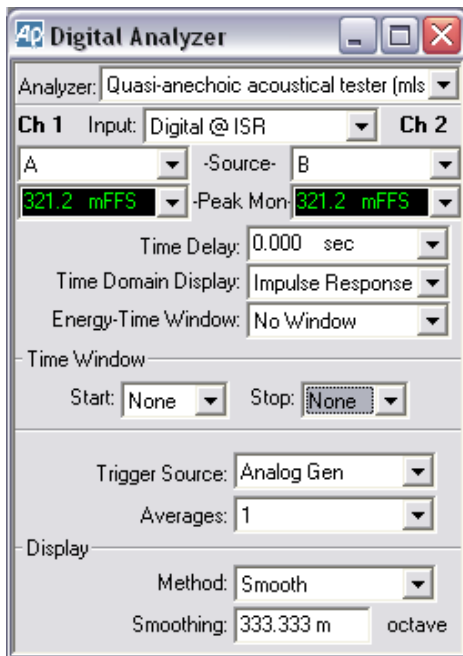 Ap Digital Analyzer
Analyzer: Quasi-anechoic acoustical tester (mls
Ch 1 Input: Digital @ ISR Ch 2
A -Source- B
321.2 mFFS -Peak Mon- 321.2 mFFS
Time Delay: 0.000 sec
Time Domain Display: Impulse Response
Energy-Time Window: No Window
Time Window
Start: None Stop: None
Trigger Source: Analog Gen
Averages: 1
Display
Method: Smooth
Smoothing: 333.333 m octave